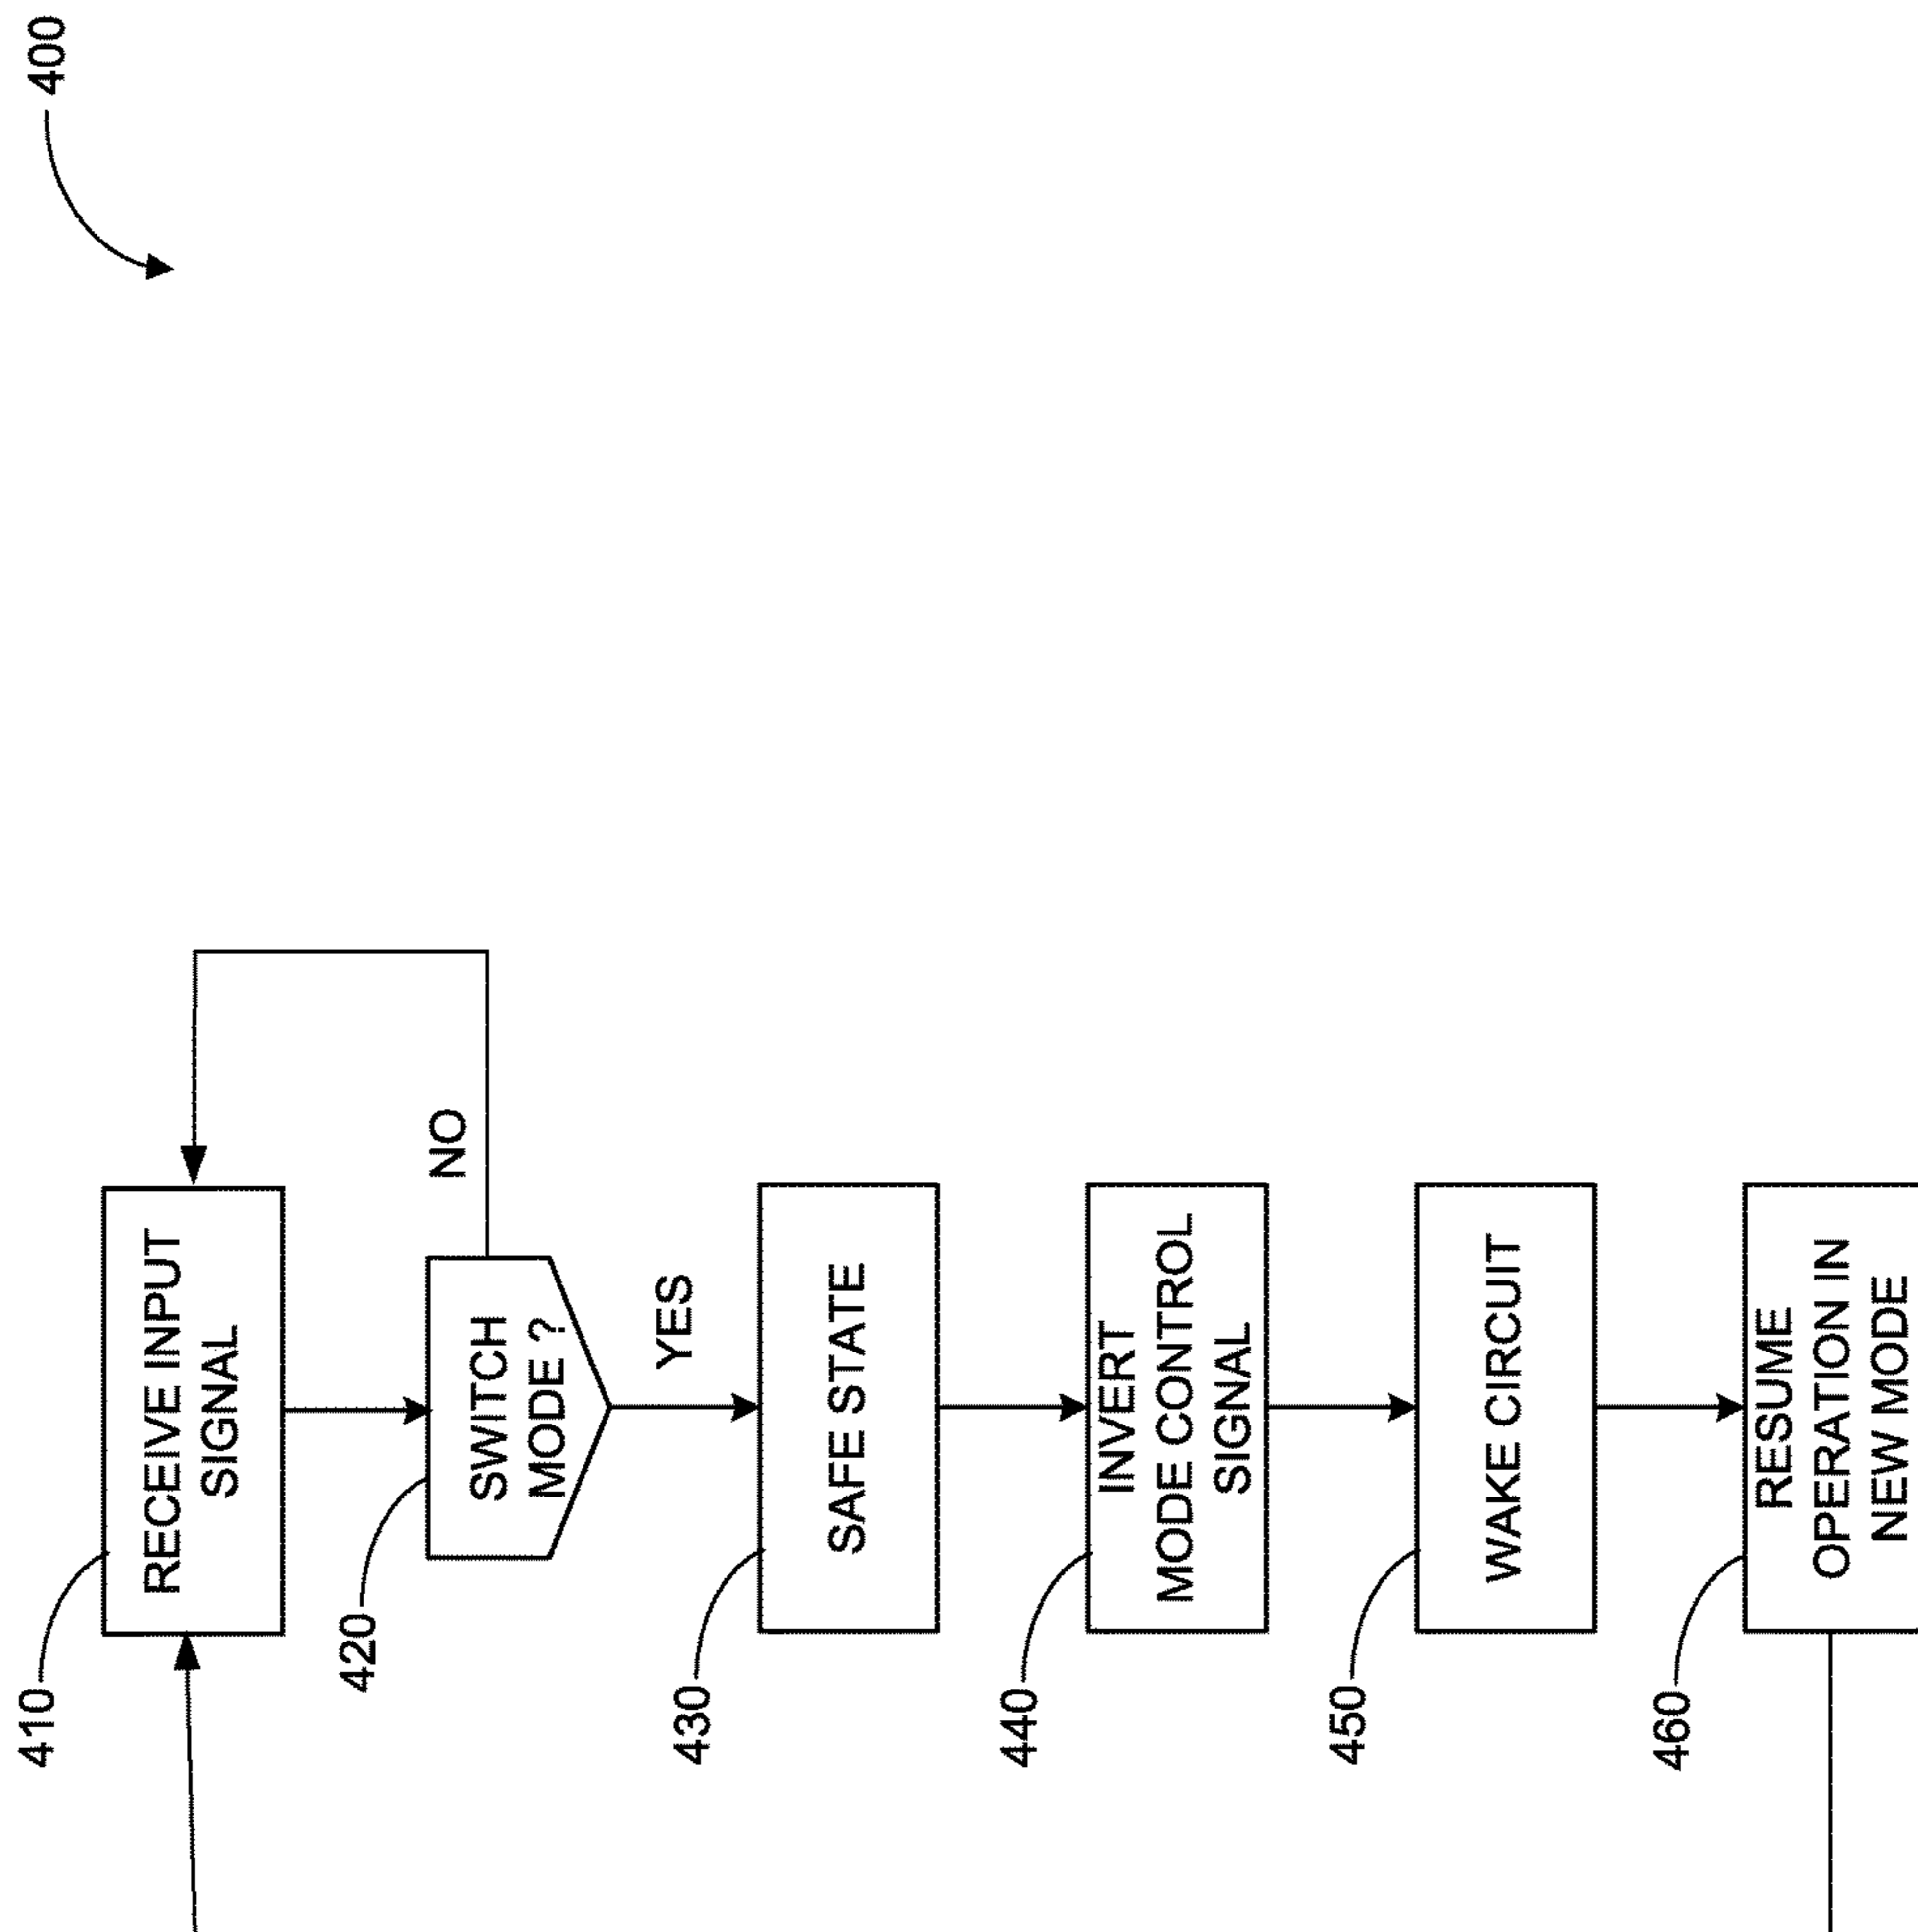 400
410
RECEIVE INPUT
SIGNAL
420
SWITCH
MODE ?
NO
YES
430
SAFE STATE
440
INVERT
MODE CONTROL
SIGNAL
450
WAKE CIRCUIT
460
RESUME
OPERATION IN
NEW MODE